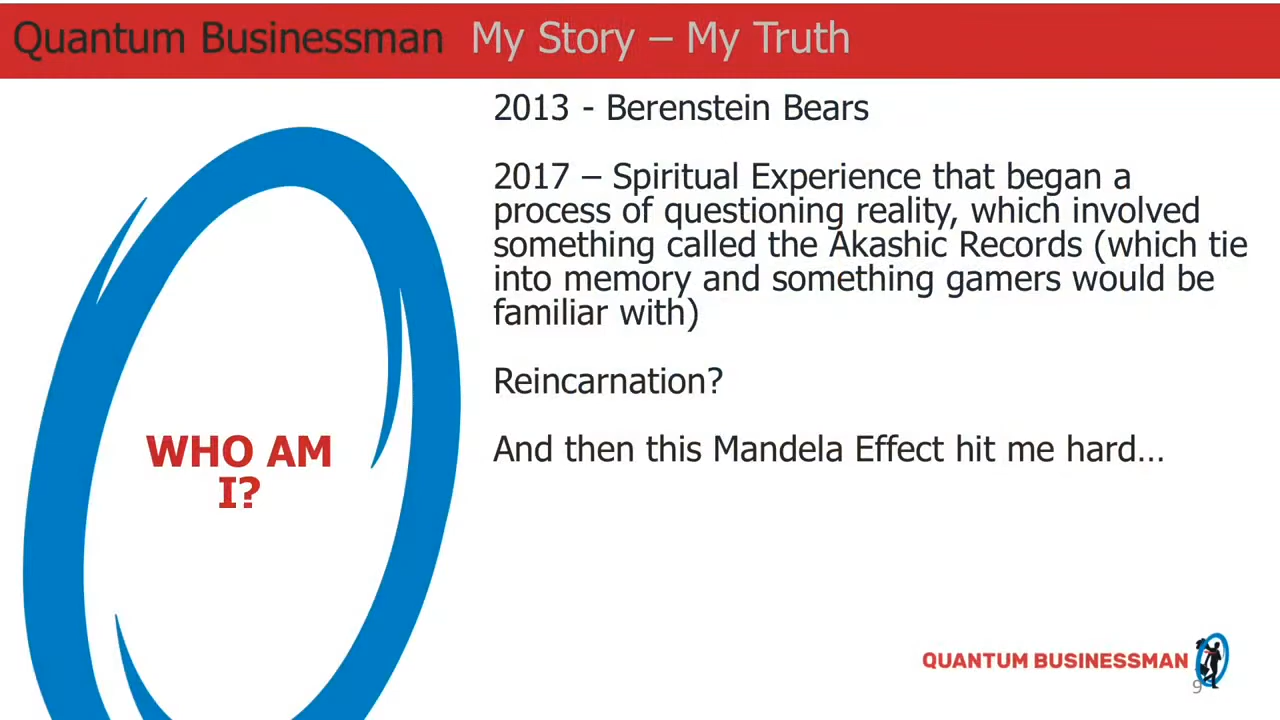 Quantum Businessman My Story – My Truth
2013 - Berenstein Bears
2017 – Spiritual Experience that began a
process of questioning reality, which involved
something called the Akashic Records (which tie
into memory and something gamers would be
familiar with)
Reincarnation?
And then this Mandela Effect hit me hard…
WHO AM
I?
QUANTUM BUSINESSMAN
9